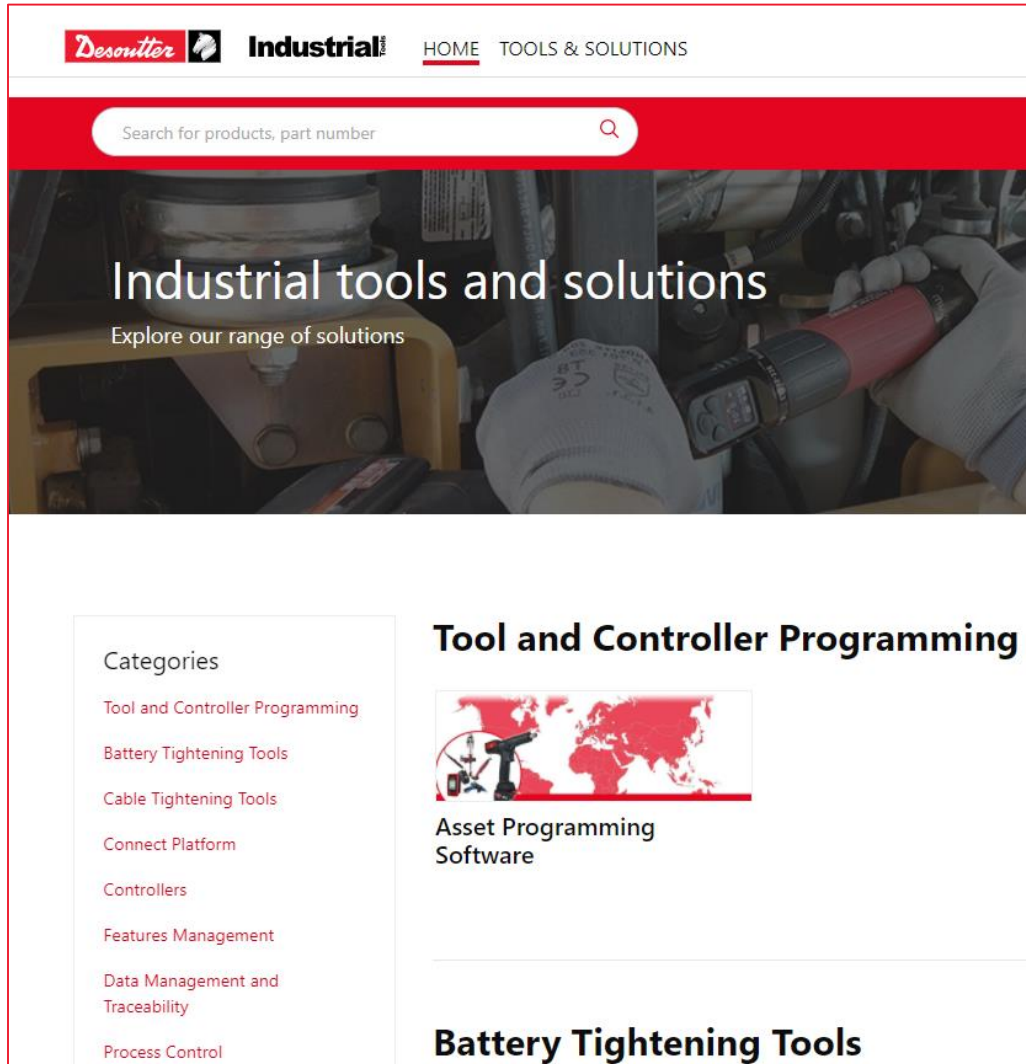 Desoutter
Industrial Tools
HOME TOOLS & SOLUTIONS
Search for products, part number
Industrial tools and solutions
Explore our range of solutions
Categories
Tool and Controller Programming
Battery Tightening Tools
Cable Tightening Tools
Connect Platform
Controllers
Features Management
Data Management and
Traceability
Process Control
Tool and Controller Programming
Asset Programming
Software
Battery Tightening Tools